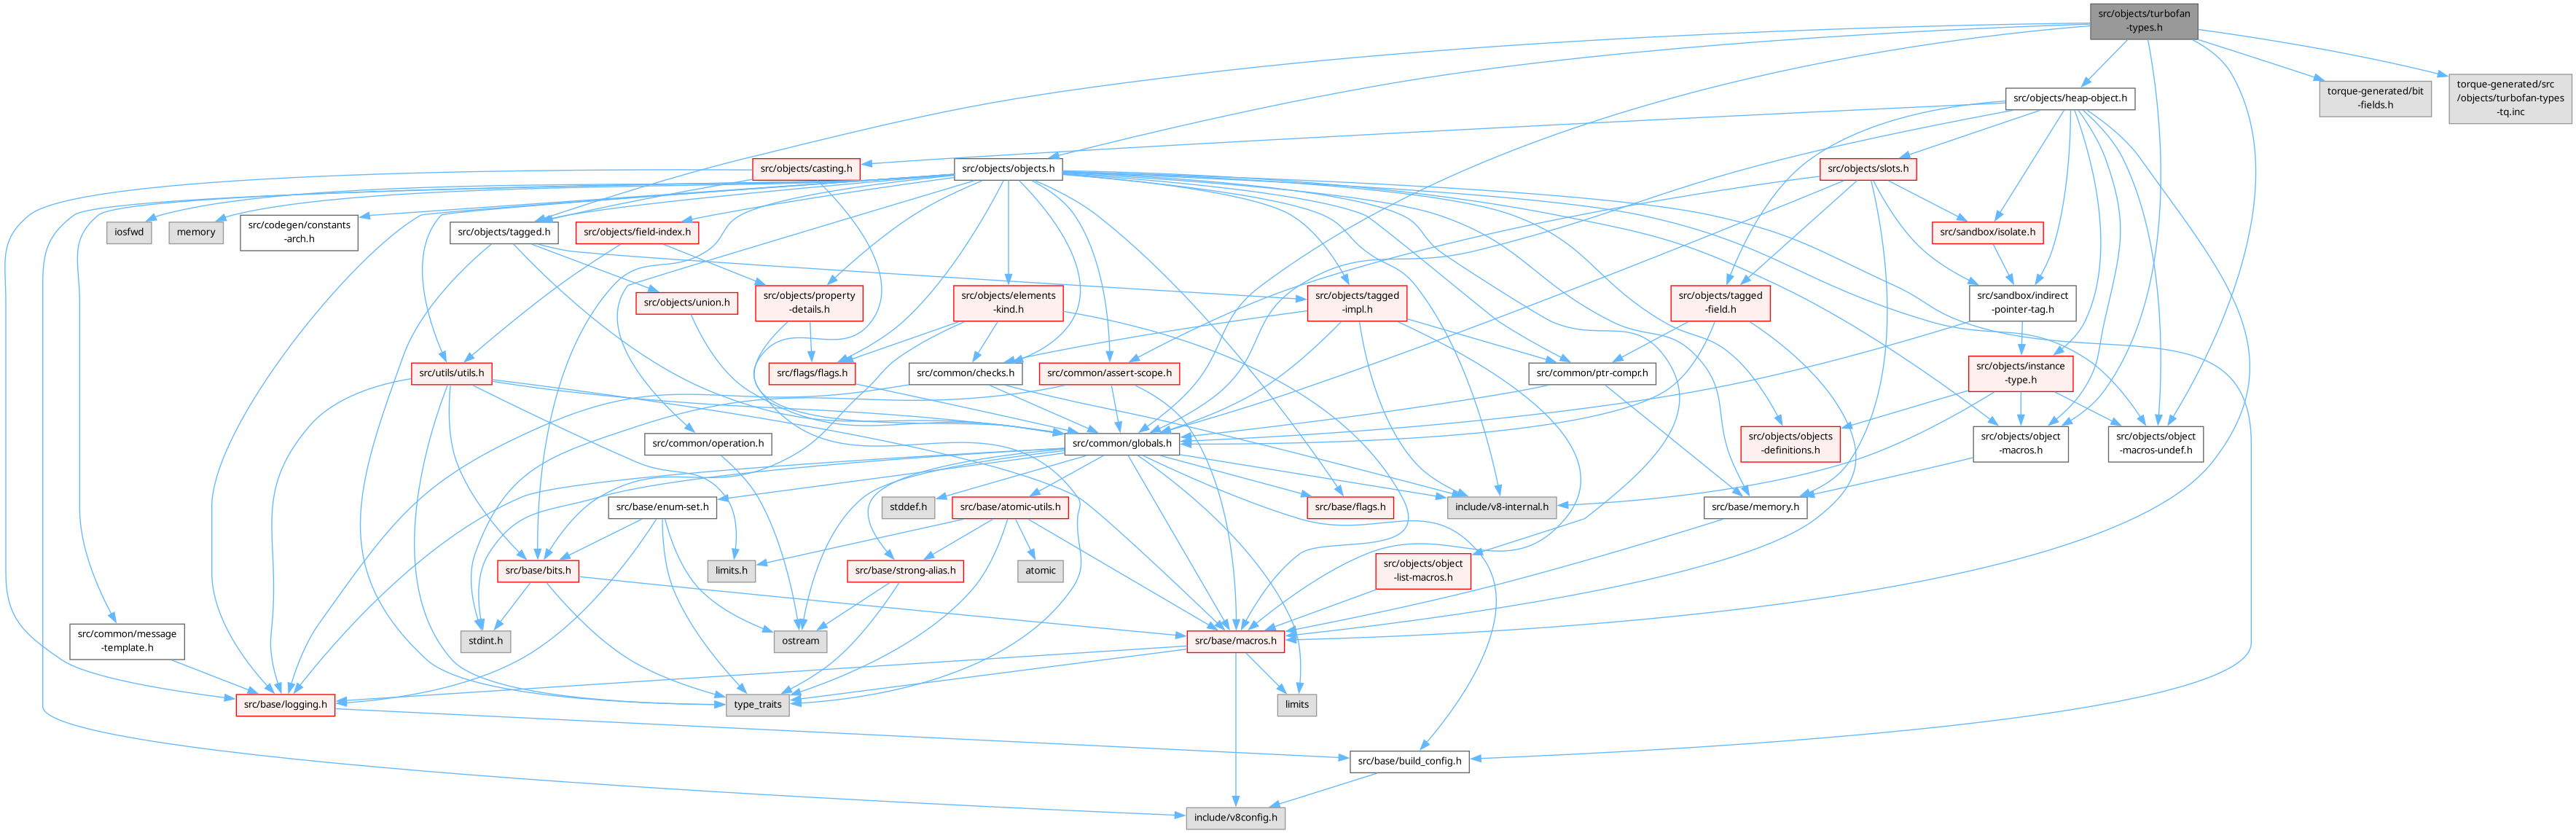 src/objects/turbofan
-types.h
torque-generated/bit
-fields.h
torque-generated/src
/objects/turbofan-types
-tq.inc
src/objects/heap-object.h
src/objects/casting.h
src/objects/objects.h
src/objects/slots.h
iosfwd
memory
src/codegen/constants
-arch.h
src/objects/tagged.h
src/objects/field-index.h
src/sandbox/isolate.h
src/objects/union.h
src/objects/property
-details.h
src/objects/elements
-kind.h
src/objects/tagged
-impl.h
src/objects/tagged
-field.h
src/sandbox/indirect
-pointer-tag.h
src/utils/utils.h
src/flags/flags.h
src/common/checks.h
src/common/assert-scope.h
src/common/ptr-compr.h
src/objects/instance
-type.h
src/common/operation.h
src/common/globals.h
src/objects/objects
-definitions.h
src/objects/object
-macros.h
src/objects/object
-macros-undef.h
src/base/enum-set.h
stddef.h
src/base/atomic-utils.h
src/base/flags.h
include/v8-internal.h
src/base/memory.h
src/base/bits.h
limits.h
src/base/strong-alias.h
atomic
src/objects/object
-list-macros.h
src/common/message
-template.h
stdint.h
ostream
src/base/macros.h
src/base/logging.h
type_traits
limits
src/base/build_config.h
include/v8config.h